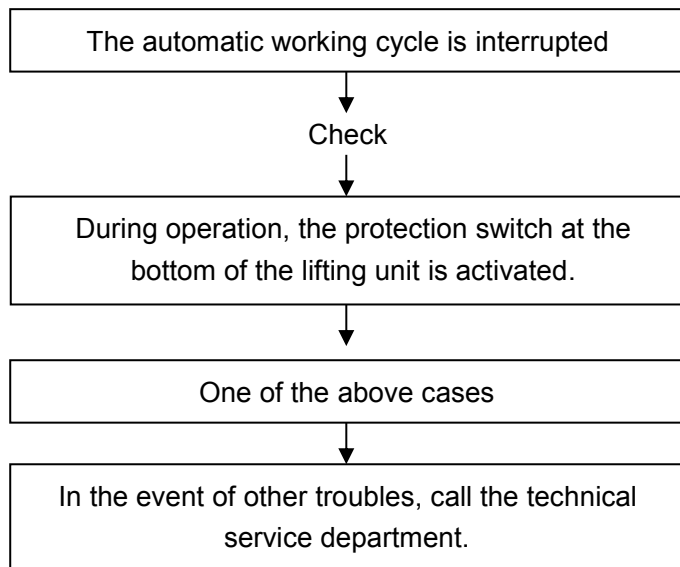 The automatic working cycle is interrupted
Check
During operation, the protection switch at the
bottom of the lifting unit is activated.
One of the above cases
In the event of other troubles, call the technical
service department.